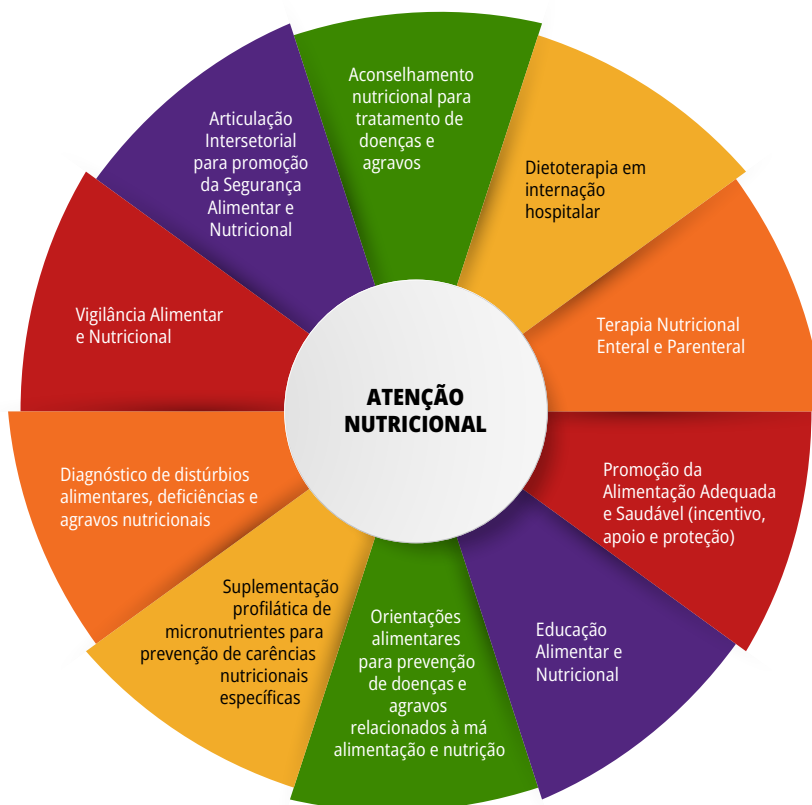 Aconselhamento
nutricional para
tratamento de
doenças e
agravos
Dietoterapia em
internação
hospitalar
Terapia Nutricional
Enteral e Parenteral
Promoção da
Alimentação Adequada
e Saudável (incentivo,
apoio e proteção)
Educação
Alimentar e
Nutricional
Orientações
alimentares
para prevenção
de doenças e
agravos
relacionados à má
alimentação e nutrição
Suplementação
profilática de
micronutrientes para
prevenção de carências
nutricionais
específicas
Diagnóstico de distúrbios
alimentares, deficiências e
agravos nutricionais
Vigilância Alimentar
e Nutricional
Articulação
Intersetorial
para promoção
da Segurança
Alimentar e
Nutricional
ATENÇÃO
NUTRICIONAL